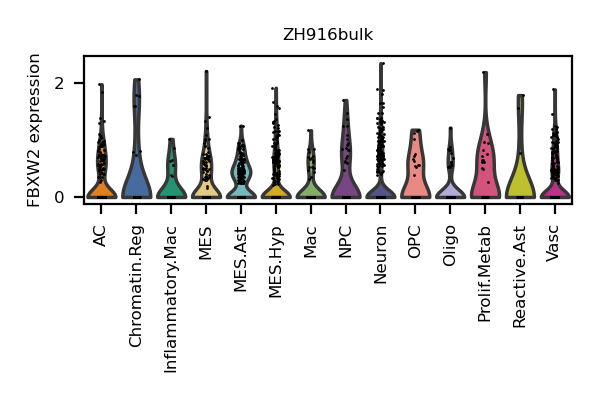 ZH916bulk
FBXW2 expression
2
0
AC
Chromatin.Reg
Inflammatory.Mac
MES
MES.Ast
MES.Hyp
Mac
NPC
Neuron
OPC
Oligo
Prolif.Metab
Reactive.Ast
Vasc